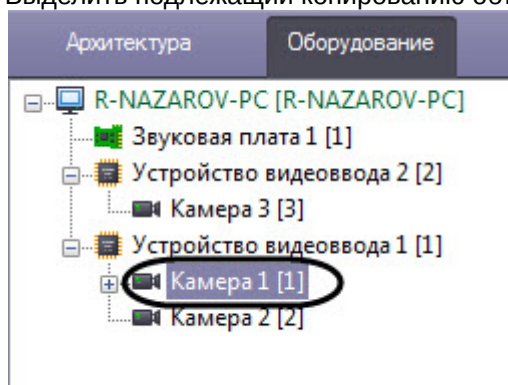 Выделить подлежащий копированию
Архитектура Оборудование
R-NAZAROV-PC [R-NAZAROV-PC]
Звуковая плата 1 [1]
Устройство видеоввода 2 [2]
Камера 3 [3]
Устройство видеоввода 1 [1]
Камера 1 [1]
Камера 2 [2]